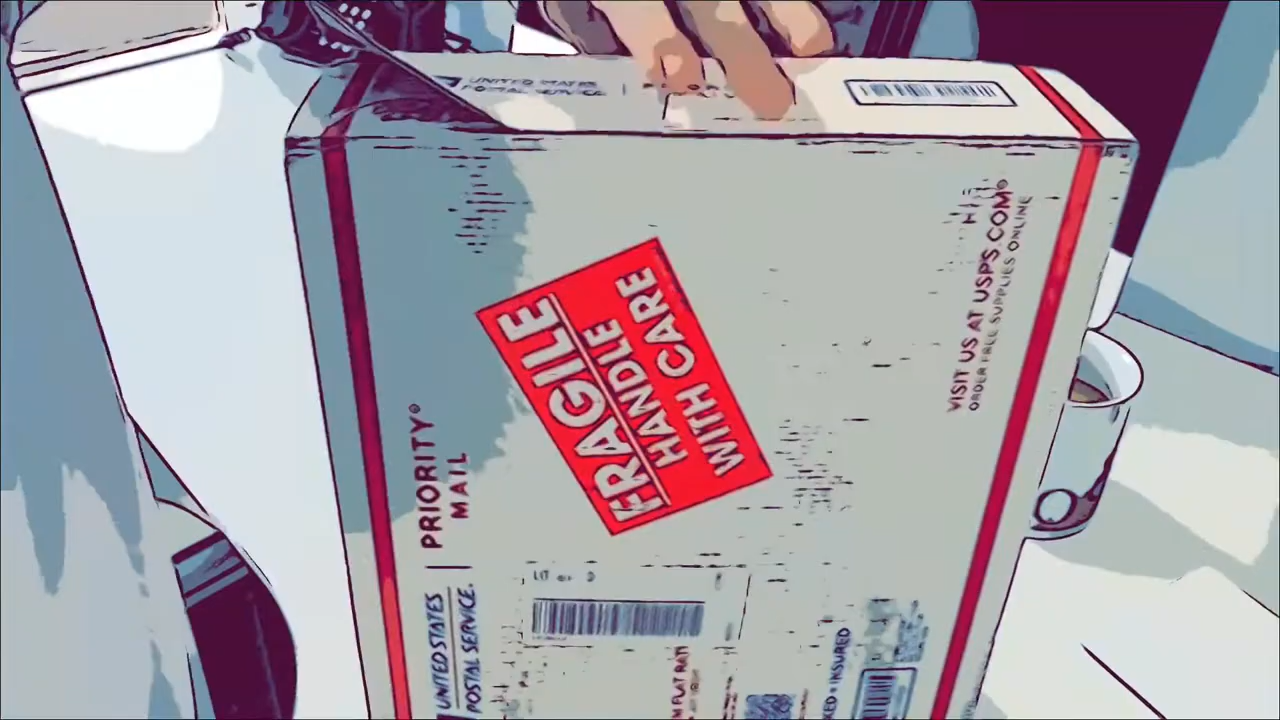 UNITED STATES
POSTAL SERVICE
FRAGILE
HANDLE
WITH CARE
VISIT US AT USPS.COM®
ORDER FREE SUPPLIES ONLINE
PRIORITY®
MAIL
UNITED STATES
POSTAL SERVICE.
FLAT
INSURED